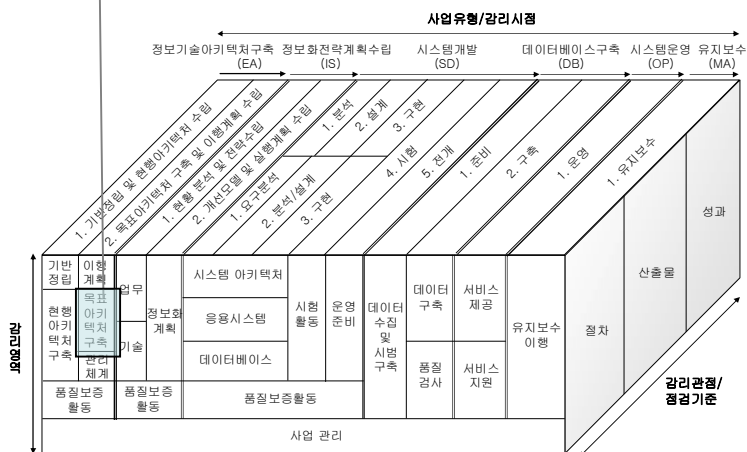 사업유형/감리시점
정보기술아키텍처구축 정보화전략계획수립 시스템개발 데이터베이스구축 시스템운영 유지보수
(EA) (IS) (SD) (DB) (OP) (MA)
1. 기반정립 및 현행아키텍처 수립
2. 목표아키텍처 구축 및 이행계획 수립
1. 현황 분석 및 전략수립
2. 개선모델 및 실행계획 수립
1. 분석
2. 설계
3. 구현
1. 요구분석
2. 분석/설계
3. 구현
4. 시험
5. 전개
1. 준비
2. 구축
1. 운영
1. 유지보수
감리영역
기반
정립
이행
계획
현행
아키
텍처
구축
목표
아키
텍처
구축
관리
체계
업무
기술
정보화
계획
시스템 아키텍처
응용시스템
데이터베이스
시험
활동
운영
준비
데이터
수집
및
시범
구축
데이터
구축
품질
검사
서비스
제공
서비스
지원
유지보수
이행
품질보증
활동
품질보증
활동
품질보증활동
사업 관리
절차
산출물
성과
감리관점/
점검기준